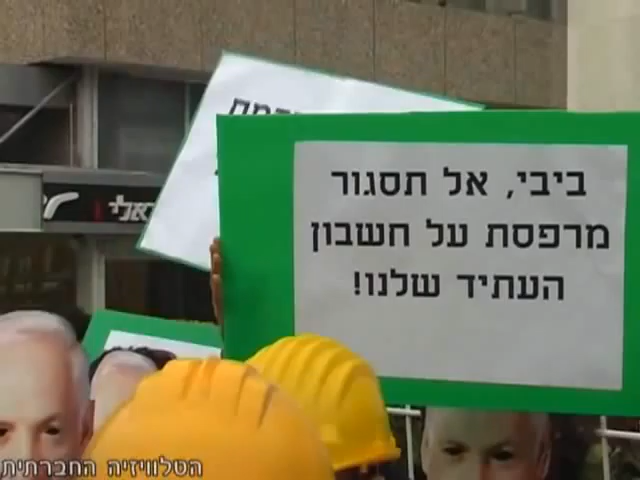 ביבי, אל תסגור
מרפסת על חשבון
העתיד שלנו!
הטלוויזיה החברתית